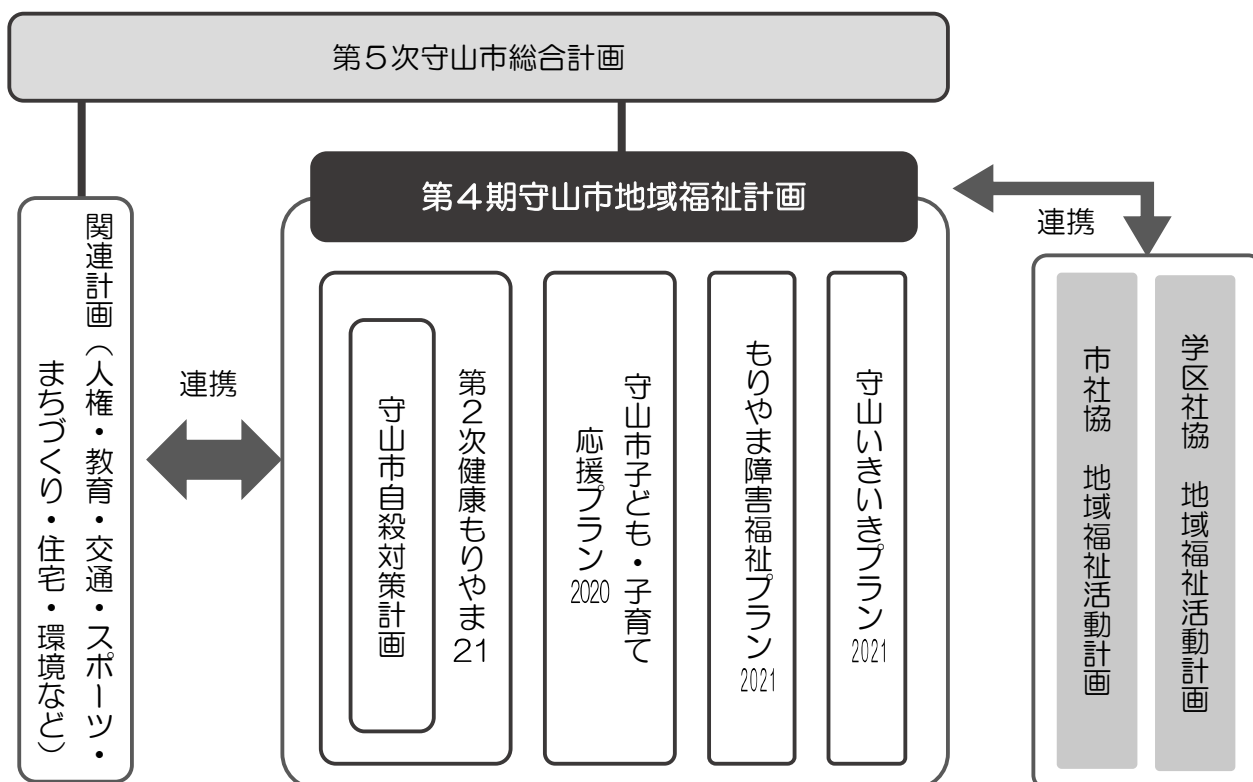 第5次守山市総合計画
第4期守山市地域福祉計画
連携
関連計画（人権・教育・交通・スポーツ・
まちづくり・住宅・環境など）
連携
第2次健康もりやま21
守山市自殺対策計画
守山市子ども・子育て
応援プラン2020
もりやま障害福祉プラン2021
守山いきいきプラン2021
市社協　地域福祉活動計画
学区社協　地域福祉活動計画